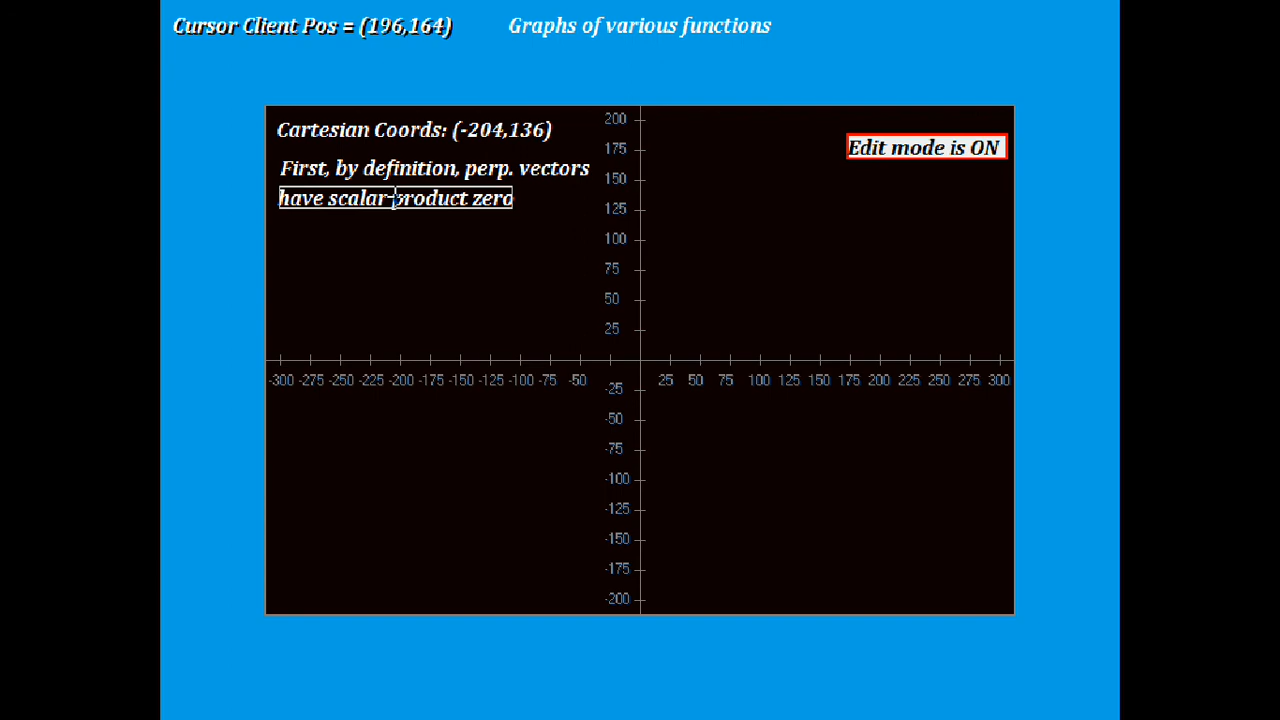 Cursor Client Pos = (196,164)
Graphs of various functions
Cartesian Coords: (-204,136)
First, by definition, perp. vectors
have scalar product zero
Edit mode is ON
200
175
150
125
100
75
50
25
-300 -275 -250 -225 -200 -175 -150 -125 -100 -75 -50 25 50 75 100 125 150 175 200 225 250 275 300
-25
-50
-75
-100
-125
-150
-175
-200